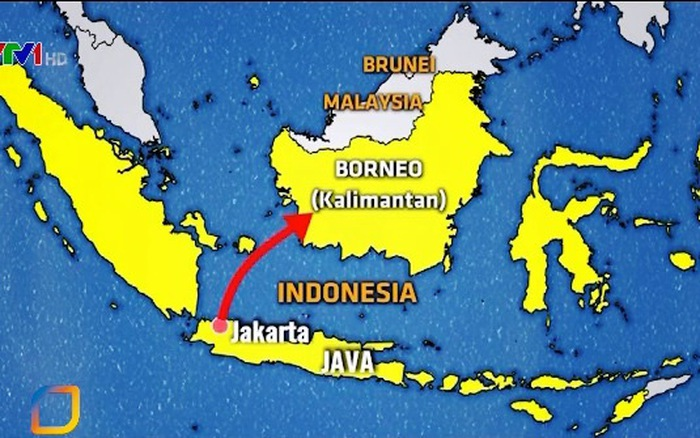 VTV1 HD
BRUNEI
MALAYSIA
BORNEO
(Kalimantan)
INDONESIA
Jakarta
JAVA